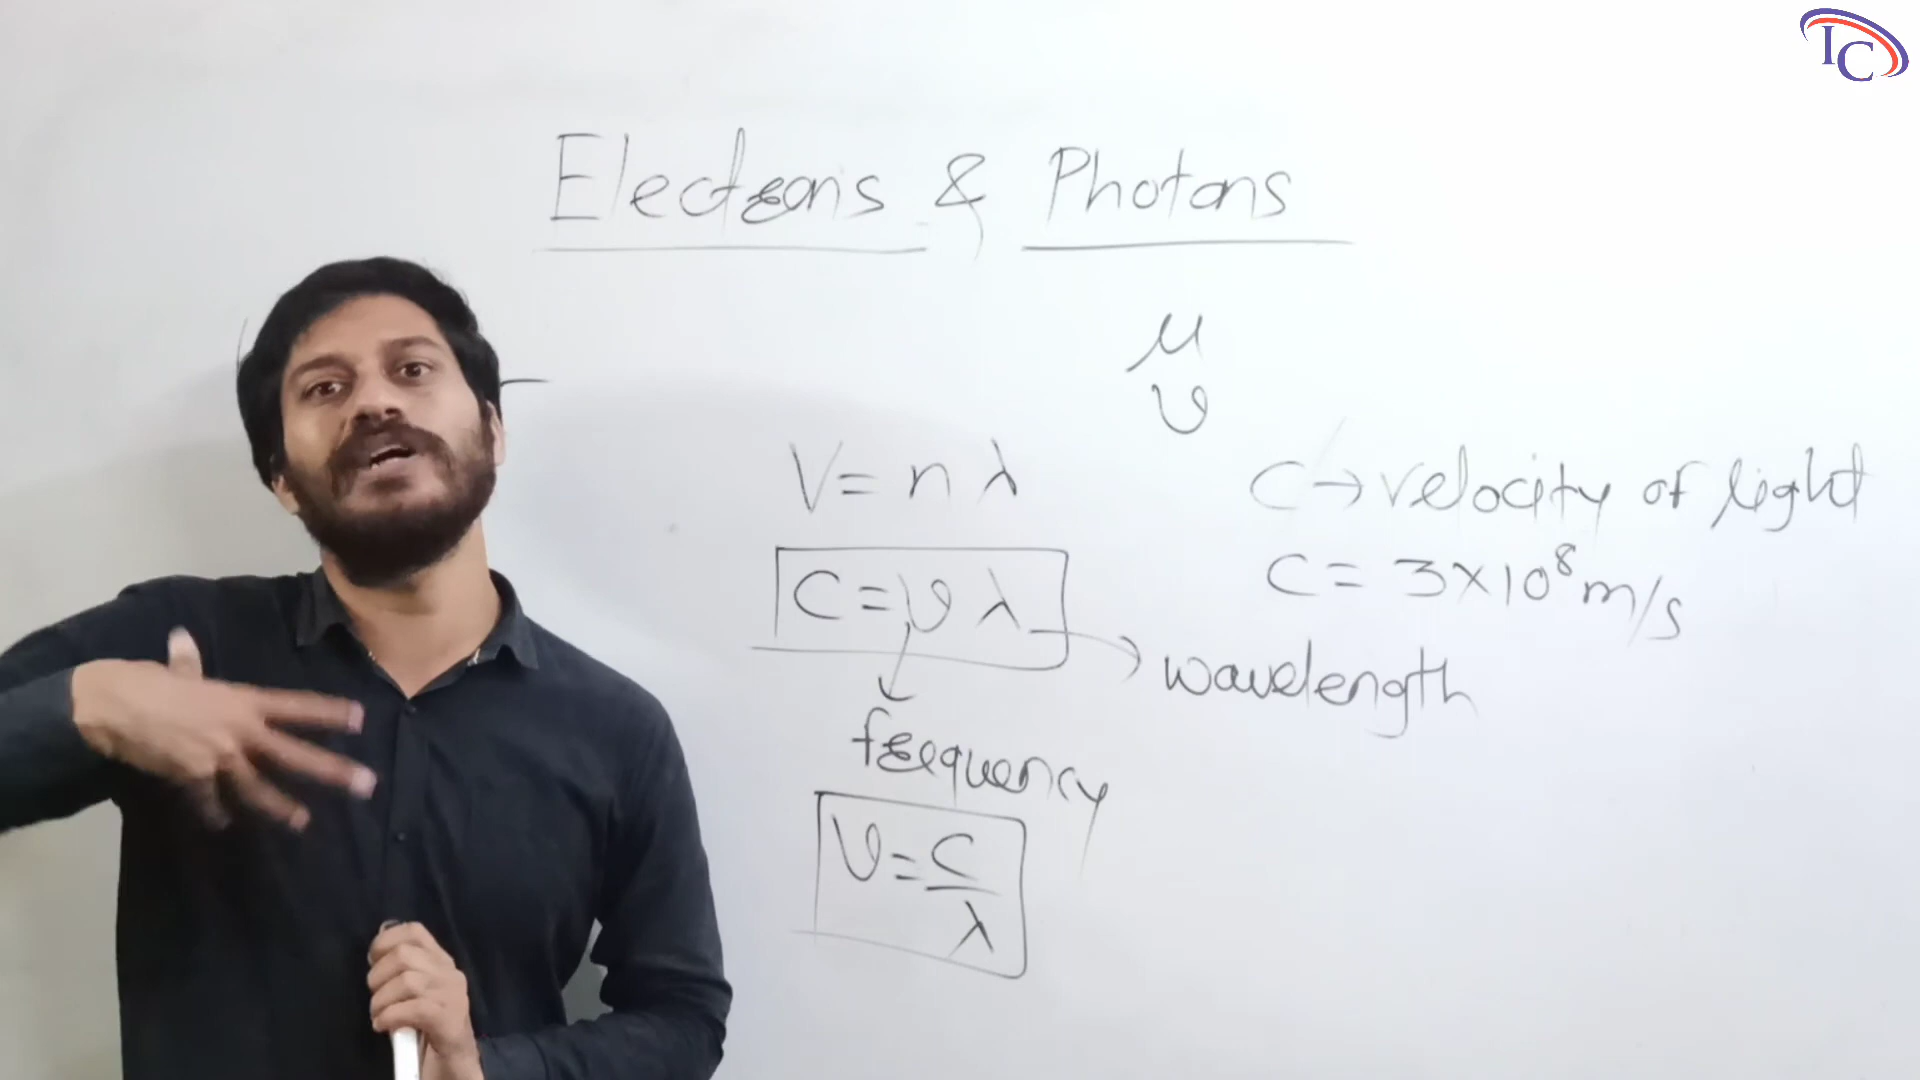 IC
Electrons & Photons
μ
υ
V = n λ
C → velocity of light
C = υ λ
C = 3×10⁸ m/s
wavelength
frequency
υ = C/λ